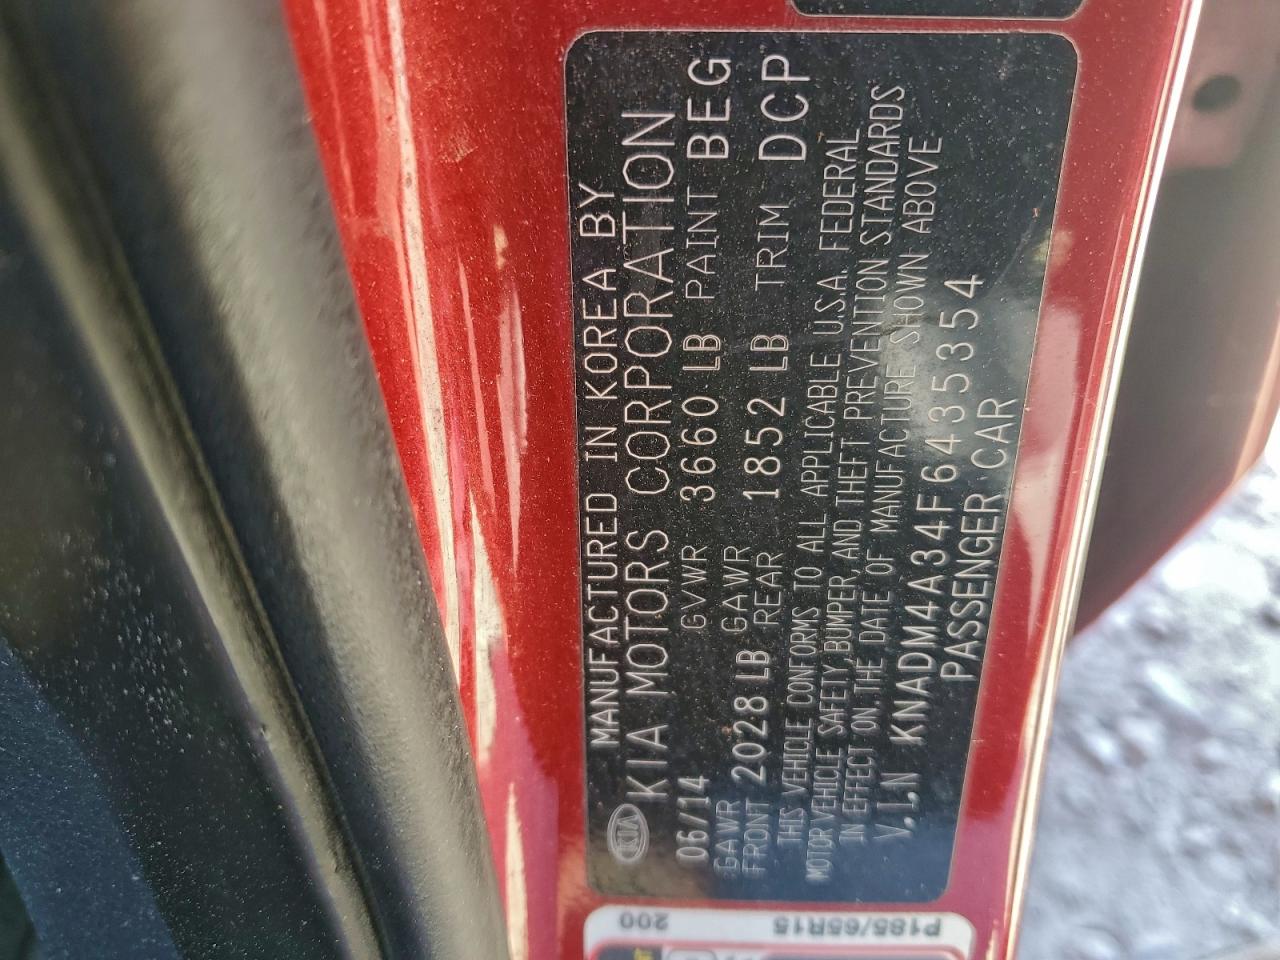 MANUFACTURED IN KOREA BY
KIA KIA MOTORS CORPORATION
06/14 GVWR 3660 LB PAINT BEG
GAWR FRONT 2028 LB GAWR REAR 1852 LB TRIM DCP
THIS VEHICLE CONFORMS TO ALL APPLICABLE U.S.A. FEDERAL
MOTOR VEHICLE SAFETY, BUMPER, AND THEFT PREVENTION STANDARDS
IN EFFECT ON THE DATE OF MANUFACTURE SHOWN ABOVE
V.I.N KNADM4A34F6435354
PASSENGER CAR
P185/65R15
200